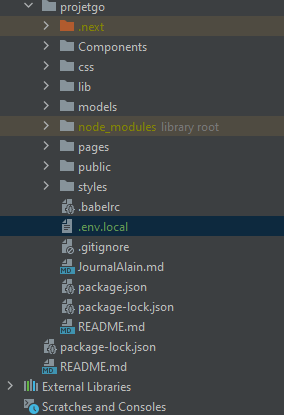 projetgo
.next
Components
css
lib
models
node_modules library root
pages
public
styles
.babelrc
.env.local
.gitignore
JournalAlain.md
package.json
package-lock.json
README.md
package-lock.json
README.md
External Libraries
Scratches and Consoles